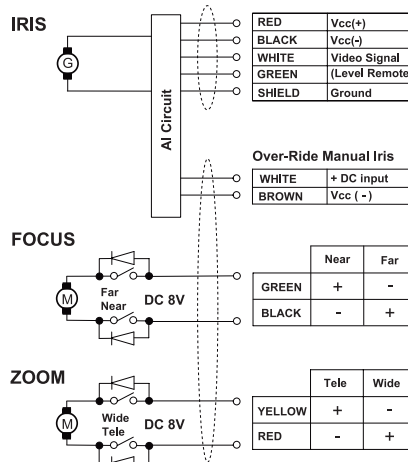 IRIS
G
AI Circuit
RED Vcc(+)
BLACK Vcc(-)
WHITE Video Signal
GREEN (Level Remote
SHIELD Ground
Over-Ride Manual Iris
WHITE + DC input
BROWN Vcc ( - )
FOCUS
M
Far
Near
DC 8V
Near Far
GREEN + -
BLACK - +
ZOOM
M
Wide
Tele
DC 8V
Tele Wide
YELLOW + -
RED - +